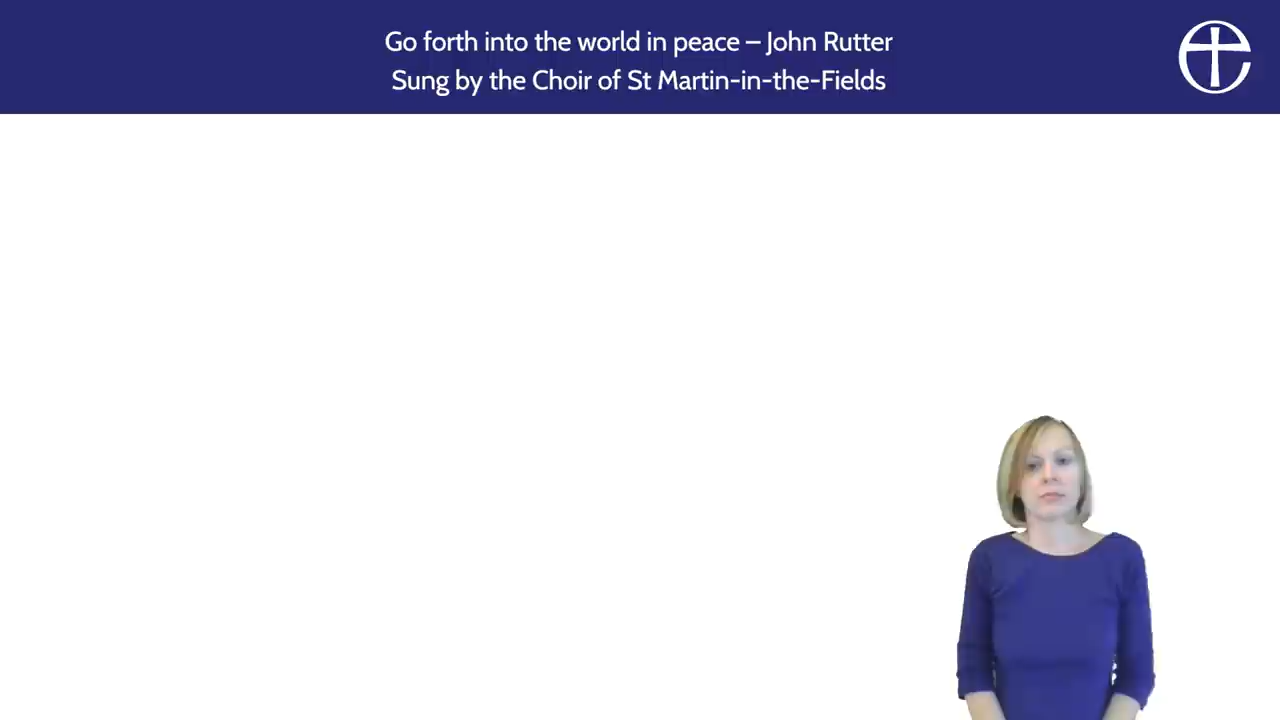 Go forth into the world in peace – John Rutter
Sung by the Choir of St Martin-in-the-Fields